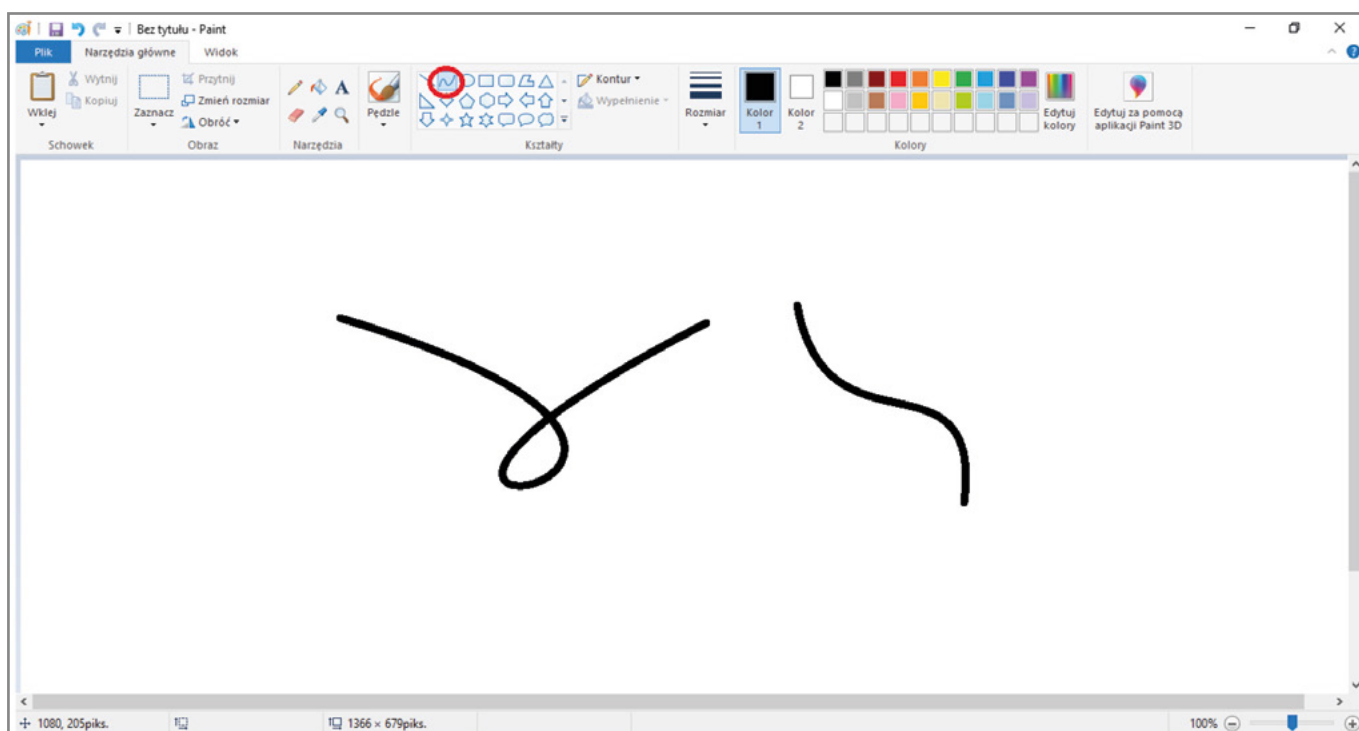 Bez tytułu - Paint
Plik Narzędzia główne Widok
Wklej
Wytnij
Kopiuj
Schowek
Zaznacz
Przytnij
Zmień rozmiar
Obróć
Obraz
A
Narzędzia
Pędzle
Kontur
Wypełnienie
Kształty
Rozmiar
Kolor
1
Kolor
2
Edytuj
kolory
Kolory
Edytuj za pomocą
aplikacji Paint 3D
1080, 205piks.
1366 × 679piks.
100%